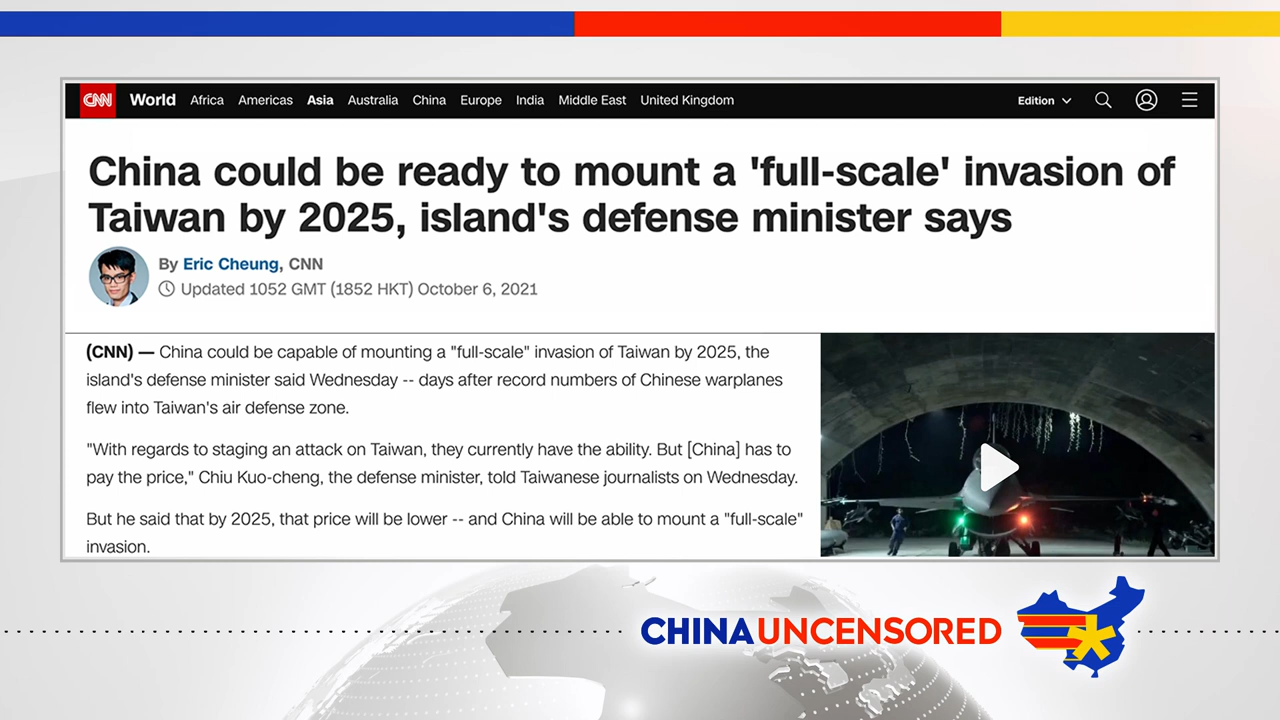 CNN World Africa Americas Asia Australia China Europe India Middle East United Kingdom Edition
China could be ready to mount a 'full-scale' invasion of
Taiwan by 2025, island's defense minister says
By Eric Cheung, CNN
Updated 1052 GMT (1852 HKT) October 6, 2021
(CNN) — China could be capable of mounting a "full-scale" invasion of Taiwan by 2025, the
island's defense minister said Wednesday -- days after record numbers of Chinese warplanes
flew into Taiwan's air defense zone.
"With regards to staging an attack on Taiwan, they currently have the ability. But [China] has to
pay the price," Chiu Kuo-cheng, the defense minister, told Taiwanese journalists on Wednesday.
But he said that by 2025, that price will be lower -- and China will be able to mount a "full-scale"
invasion.
CHINA UNCENSORED